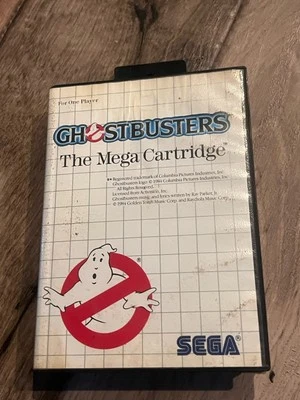 For One Player
GHOSTBUSTERS
The Mega Cartridge™
Registered trademark of Columbia Pictures Industries, Inc.
Ghostbusters logo © 1984 Columbia Pictures Industries, Inc.
All Rights Reserved.
Licensed from Activision, Inc.
Ghostbusters song and lyrics written by Ray Parker, Jr.
© 1984 Golden Torch Music Corp. and Raydiola Music Corp.
SEGA